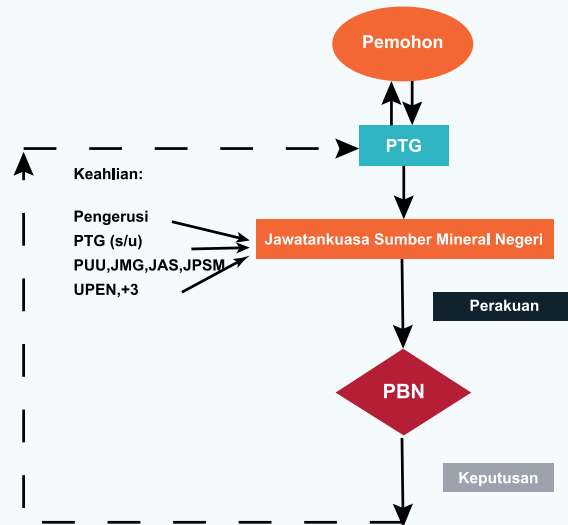 Pemohon
PTG
Keahlian:
Pengerusi
PTG (s/u)
PUU,JMG,JAS,JPSM
UPEN,+3
Jawatankuasa Sumber Mineral Negeri
Perakuan
PBN
Keputusan